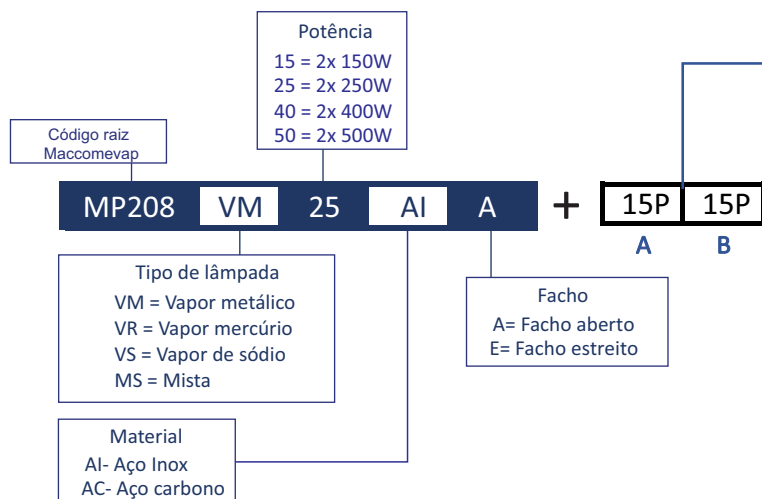 Potência
15 = 2x 150W
25 = 2x 250W
40 = 2x 400W
50 = 2x 500W
Código raiz
Maccomevap
MP208 VM 25 AI A + 15P 15P
A B
Tipo de lâmpada
VM = Vapor metálico
VR = Vapor mercúrio
VS = Vapor de sódio
MS = Mista
Facho
A= Facho aberto
E= Facho estreito
Material
AI- Aço Inox
AC- Aço carbono